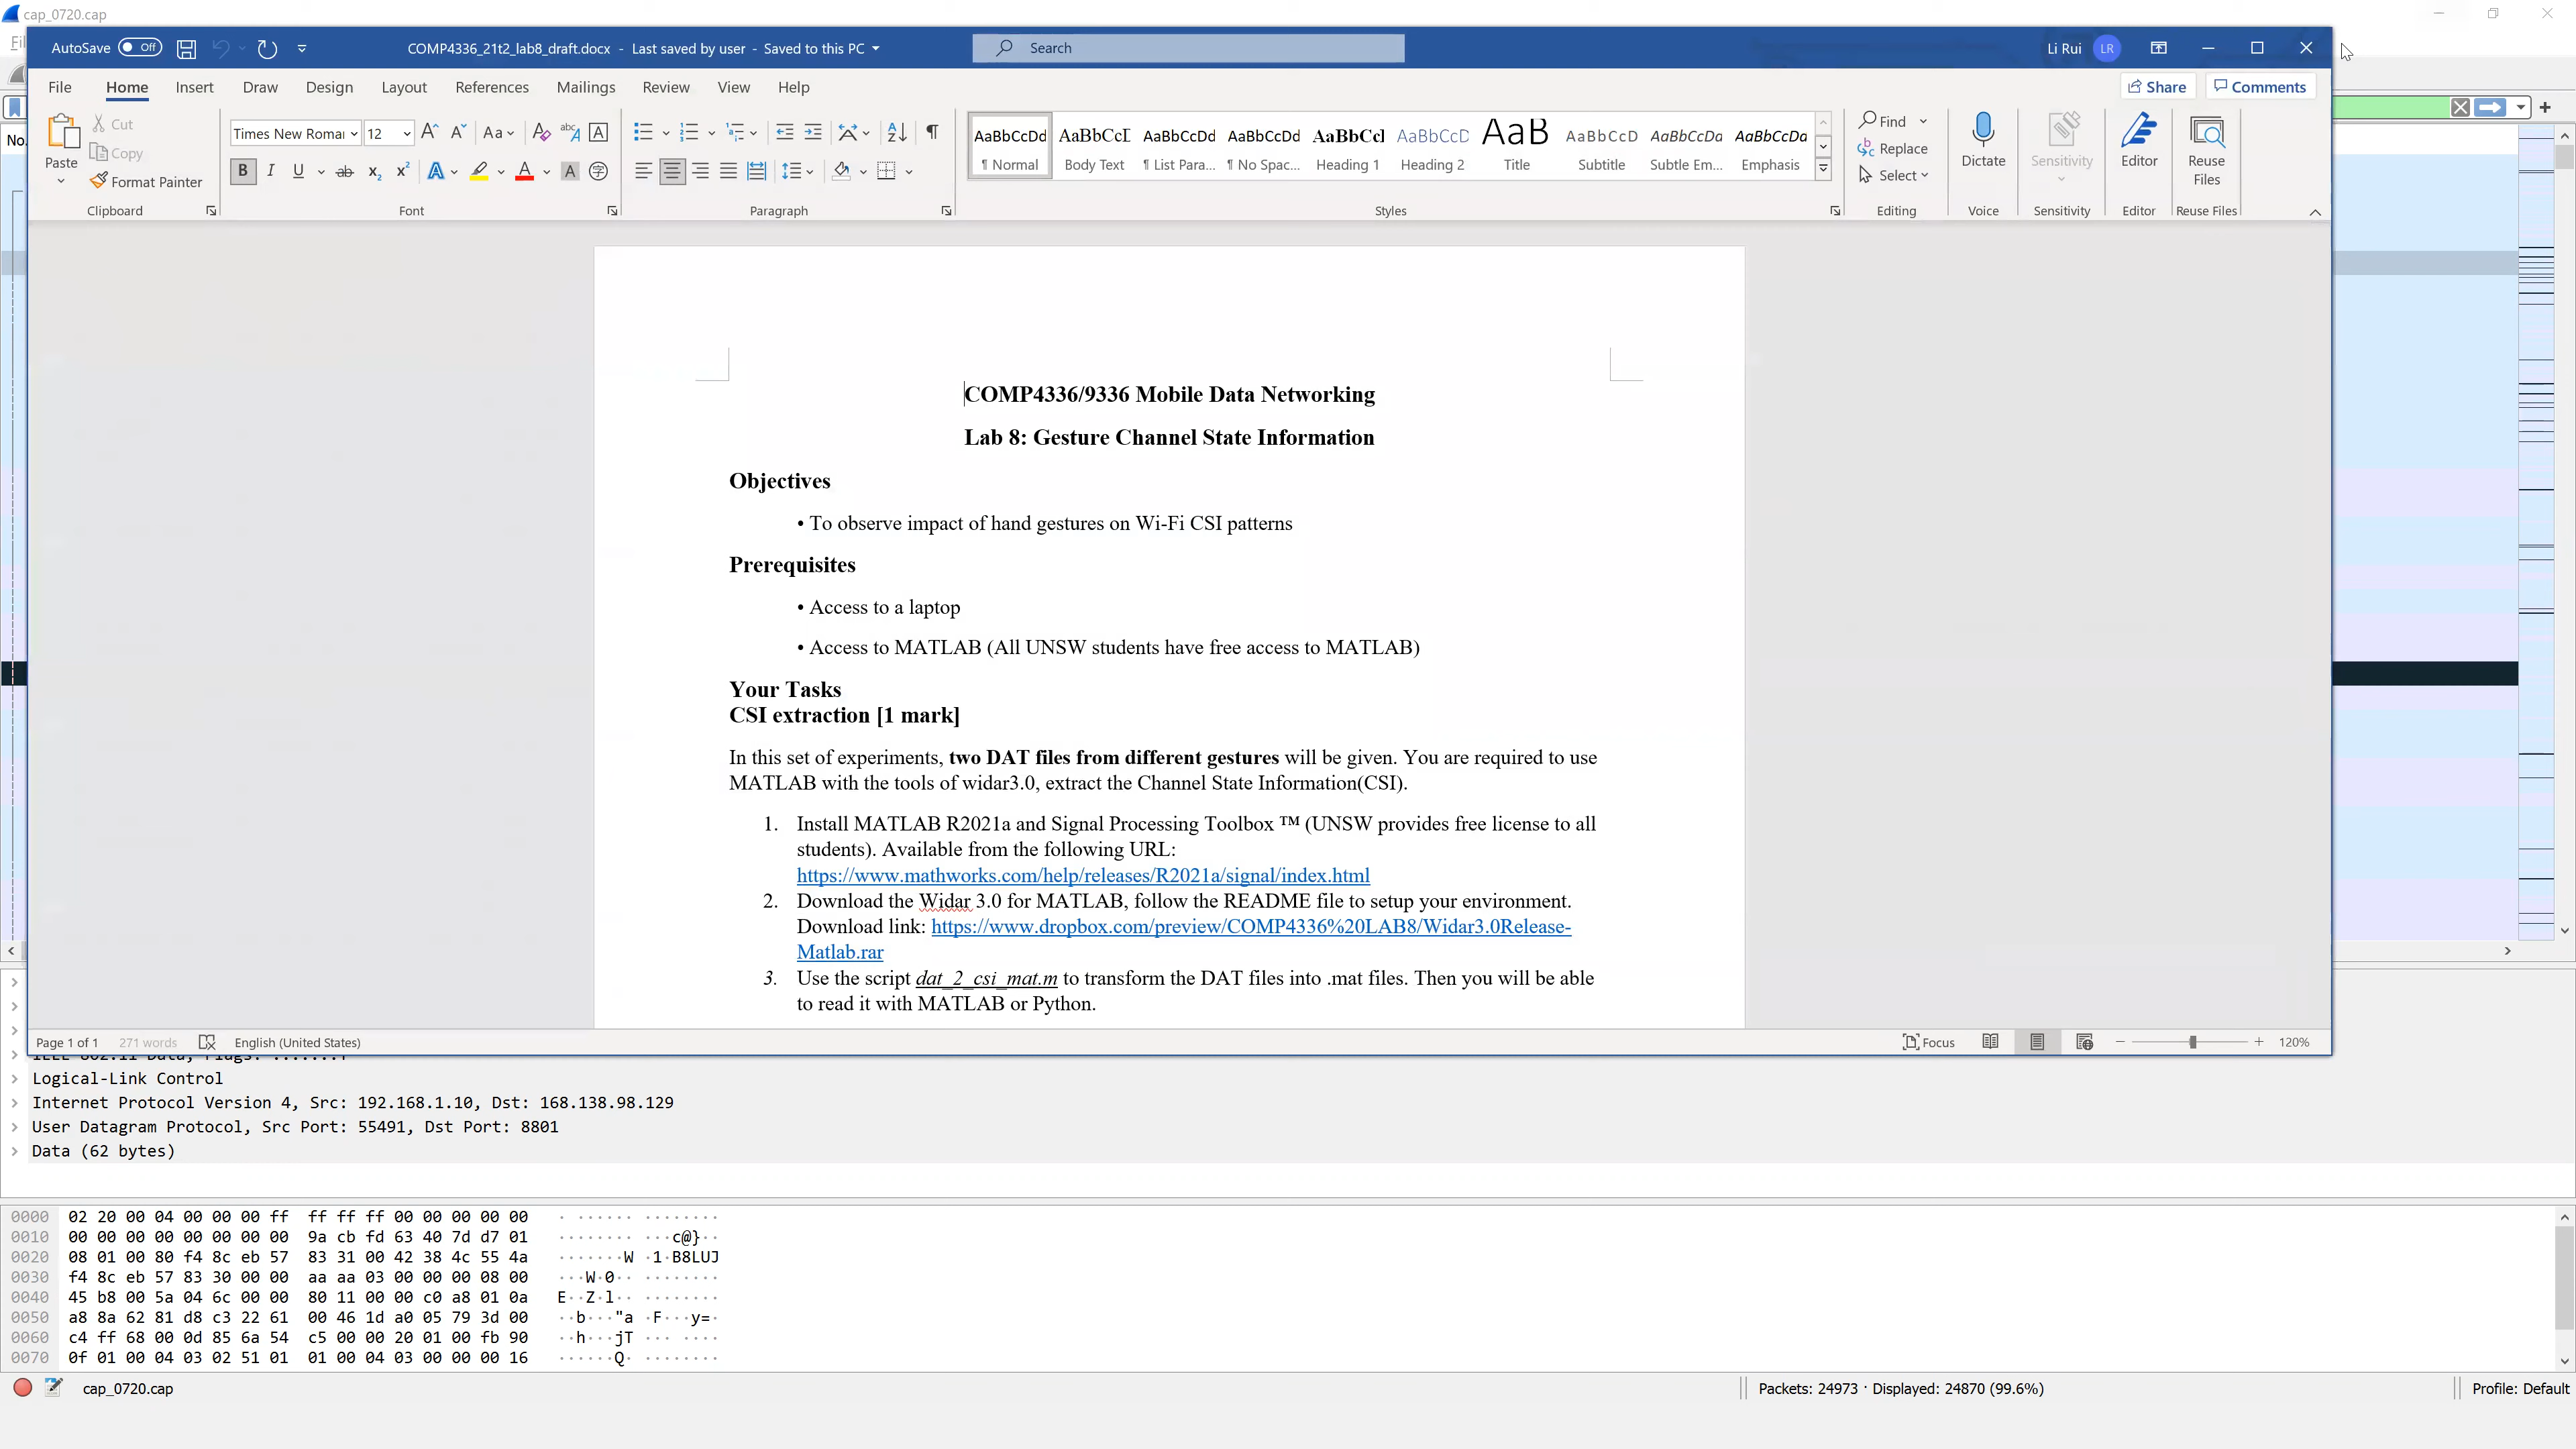 cap_0720.cap
AutoSave Off COMP4336_21t2_lab8_draft.docx - Last saved by user - Saved to this PC Search Li Rui LR
File Home Insert Draw Design Layout References Mailings Review View Help Share Comments
Paste Cut Copy Format Painter
Times New Roma 12
AaBbCcDd AaBbCcI AaBbCcDd AaBbCcDd AaBbCcl AaBbCcD AaB AaBbCcD AaBbCcDa AaBbCcDa
¶ Normal Body Text ¶ List Para... ¶ No Spac... Heading 1 Heading 2 Title Subtitle Subtle Em... Emphasis
Find Replace Select
Dictate Sensitivity Editor Reuse Files
Clipboard Font Paragraph Styles Editing Voice Sensitivity Editor Reuse Files
No.
COMP4336/9336 Mobile Data Networking
Lab 8: Gesture Channel State Information
Objectives
• To observe impact of hand gestures on Wi-Fi CSI patterns
Prerequisites
• Access to a laptop
• Access to MATLAB (All UNSW students have free access to MATLAB)
Your Tasks
CSI extraction [1 mark]
In this set of experiments, two DAT files from different gestures will be given. You are required to use
MATLAB with the tools of widar3.0, extract the Channel State Information(CSI).
1. Install MATLAB R2021a and Signal Processing Toolbox ™ (UNSW provides free license to all
students). Available from the following URL:
https://www.mathworks.com/help/releases/R2021a/signal/index.html
2. Download the Widar 3.0 for MATLAB, follow the README file to setup your environment.
Download link: https://www.dropbox.com/preview/COMP4336%20LAB8/Widar3.0Release-
Matlab.rar
3. Use the script dat_2_csi_mat.m to transform the DAT files into .mat files. Then you will be able
to read it with MATLAB or Python.
Page 1 of 1 271 words English (United States) Focus 120%
Logical-Link Control
Internet Protocol Version 4, Src: 192.168.1.10, Dst: 168.138.98.129
User Datagram Protocol, Src Port: 55491, Dst Port: 8801
Data (62 bytes)
0000 02 20 00 04 00 00 00 ff ff ff ff 00 00 00 00 00 · ······ ········
0010 00 00 00 00 00 00 00 00 9a cb fd 63 40 7d d7 01 ········ ···c@}··
0020 08 01 00 80 f4 8c eb 57 83 31 00 42 38 4c 55 4a ·······W ·1·B8LUJ
0030 f4 8c eb 57 83 30 00 00 aa aa 03 00 00 00 08 00 ···W·0·· ········
0040 45 b8 00 5a 04 6c 00 00 80 11 00 00 c0 a8 01 0a E··Z·l·· ········
0050 a8 8a 62 81 d8 c3 22 61 00 46 1d a0 05 79 3d 00 ··b···"a ·F···y=·
0060 c4 ff 68 00 0d 85 6a 54 c5 00 00 20 01 00 fb 90 ··h···jT ··· ····
0070 0f 01 00 04 03 02 51 01 01 00 04 03 00 00 00 16 ······Q· ········
cap_0720.cap Packets: 24973 · Displayed: 24870 (99.6%) Profile: Default